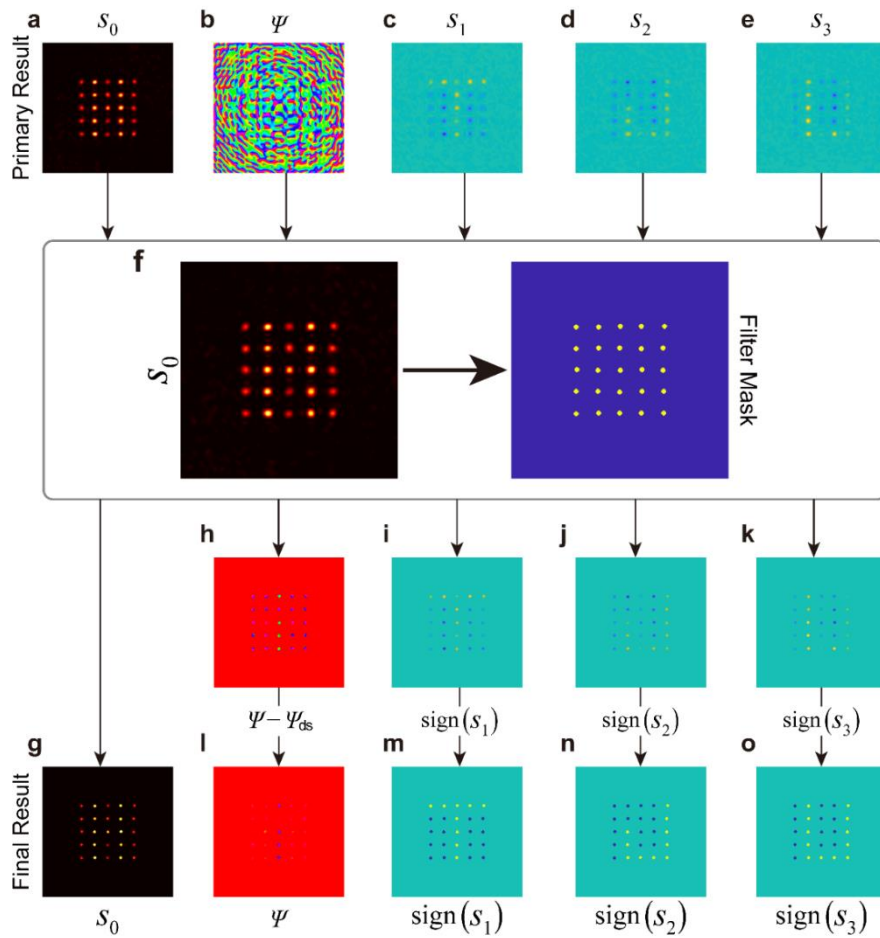 a s₀
b Ψ
c s₁
d s₂
e s₃
Primary Result
f
s₀
Filter Mask
h
i
j
k
Ψ – Ψds
sign(s₁)
sign(s₂)
sign(s₃)
g
l
m
n
o
Final Result
s₀
Ψ
sign(s₁)
sign(s₂)
sign(s₃)